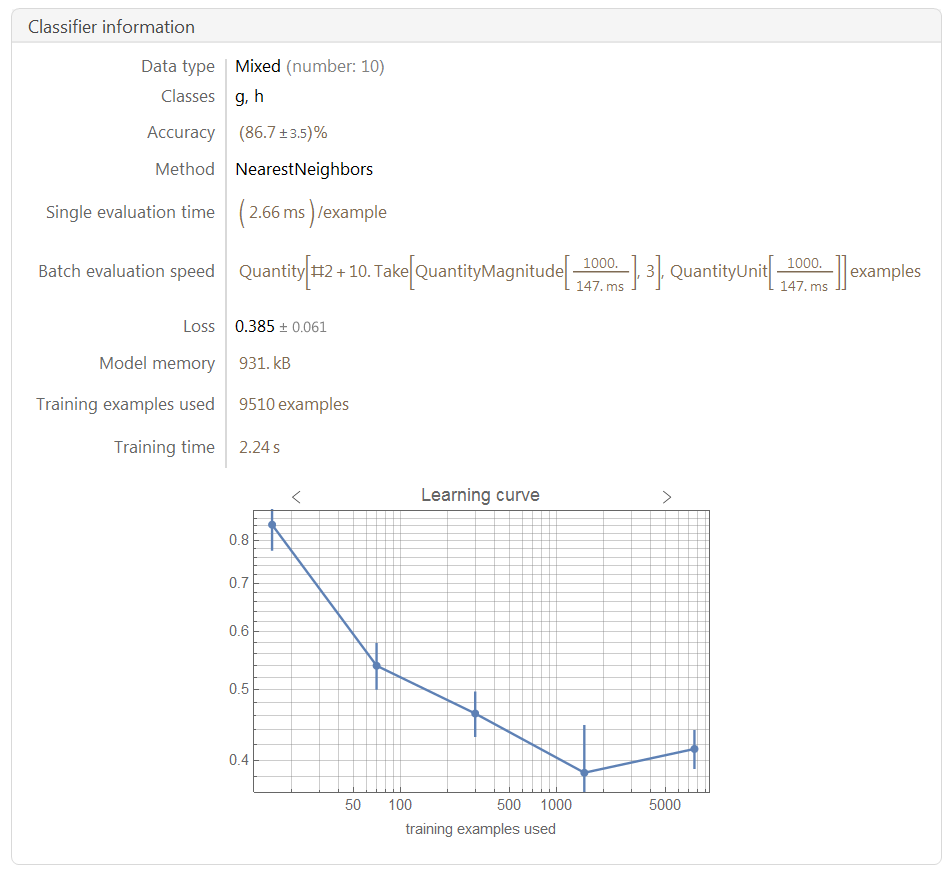 Classifier information
Data type Mixed (number: 10)
Classes g, h
Accuracy (86.7 ± 3.5)%
Method NearestNeighbors
Single evaluation time ( 2.66 ms )/example
Batch evaluation speed Quantity[#2 + 10. Take[QuantityMagnitude[1000./147. ms], 3], QuantityUnit[1000./147. ms]] examples
Loss 0.385 ± 0.061
Model memory 931. kB
Training examples used 9510 examples
Training time 2.24 s
< Learning curve >
0.8
0.7
0.6
0.5
0.4
50 100 500 1000 5000
training examples used